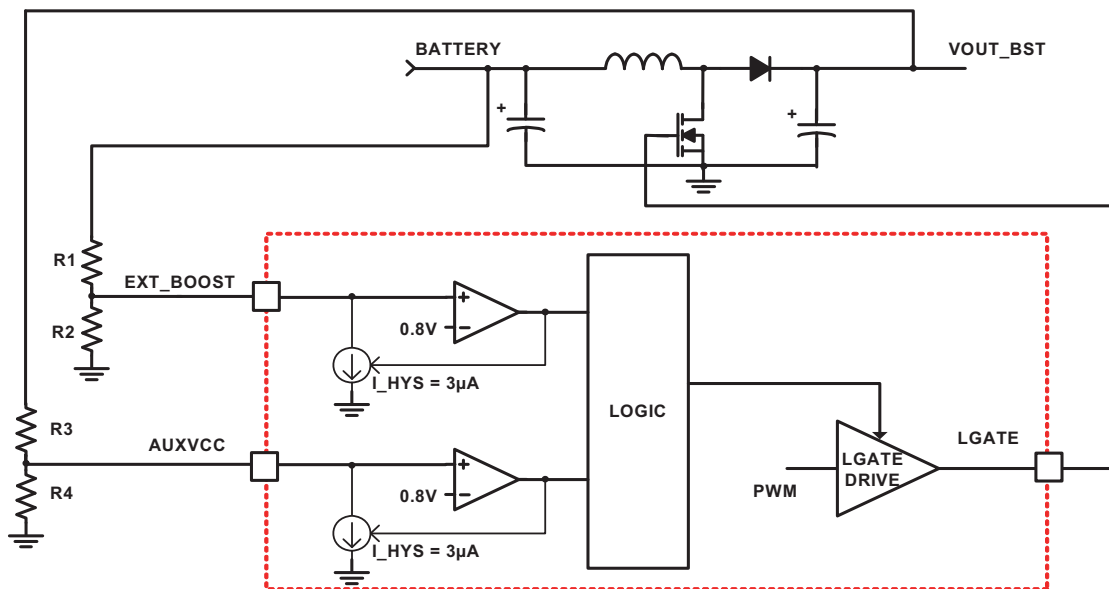 BATTERY
VOUT_BST
+
+
R1
EXT_BOOST
R2
+
0.8V
−
I_HYS = 3µA
LOGIC
R3
AUXVCC
R4
+
0.8V
−
I_HYS = 3µA
LGATE
DRIVE
LGATE
PWM